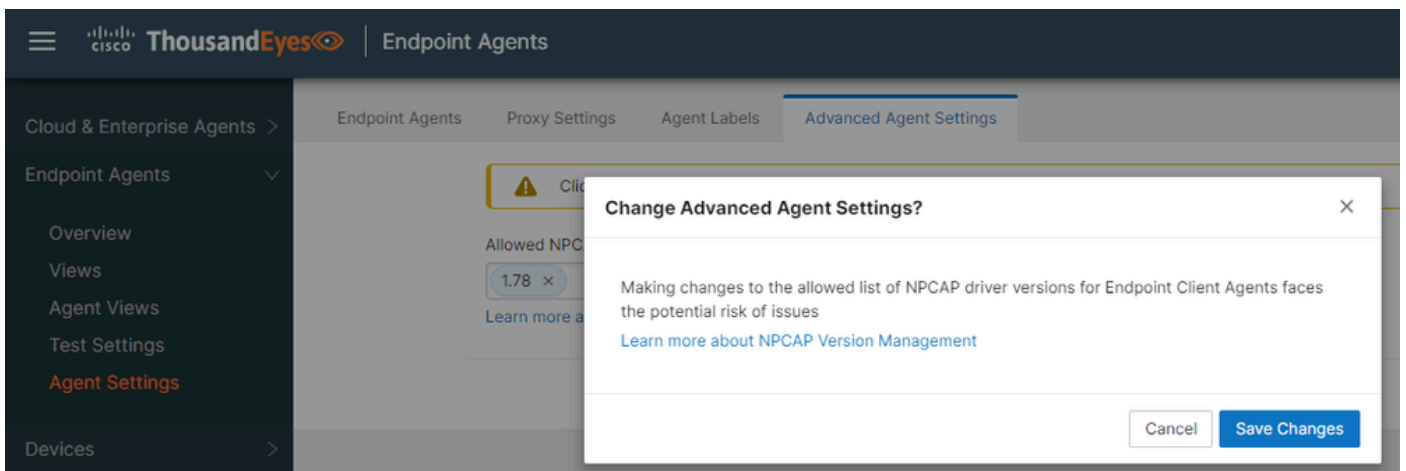 cisco ThousandEyes | Endpoint Agents
Cloud & Enterprise Agents >
Endpoint Agents
Overview
Views
Agent Views
Test Settings
Agent Settings
Devices >
Endpoint Agents Proxy Settings Agent Labels Advanced Agent Settings
Allowed NPC
1.78 ×
Learn more a
Change Advanced Agent Settings? ×
Making changes to the allowed list of NPCAP driver versions for Endpoint Client Agents faces
the potential risk of issues
Learn more about NPCAP Version Management
Cancel Save Changes